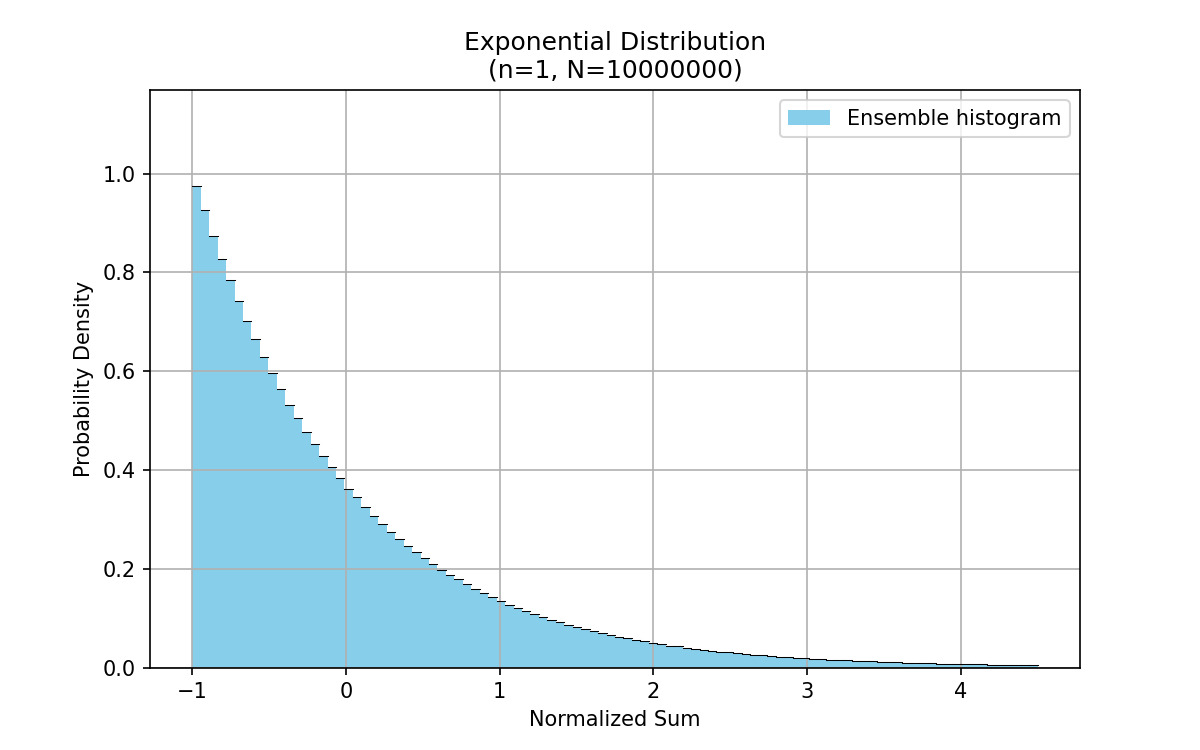 Exponential Distribution
(n=1, N=10000000)
Ensemble histogram
Probability Density
1.0
0.8
0.6
0.4
0.2
0.0
−1 0 1 2 3 4
Normalized Sum